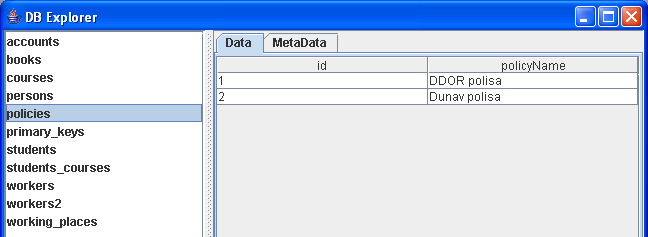 DB Explorer
accounts
books
courses
persons
policies
primary_keys
students
students_courses
workers
workers2
working_places
Data MetaData
id policyName
1 DDOR polisa
2 Dunav polisa